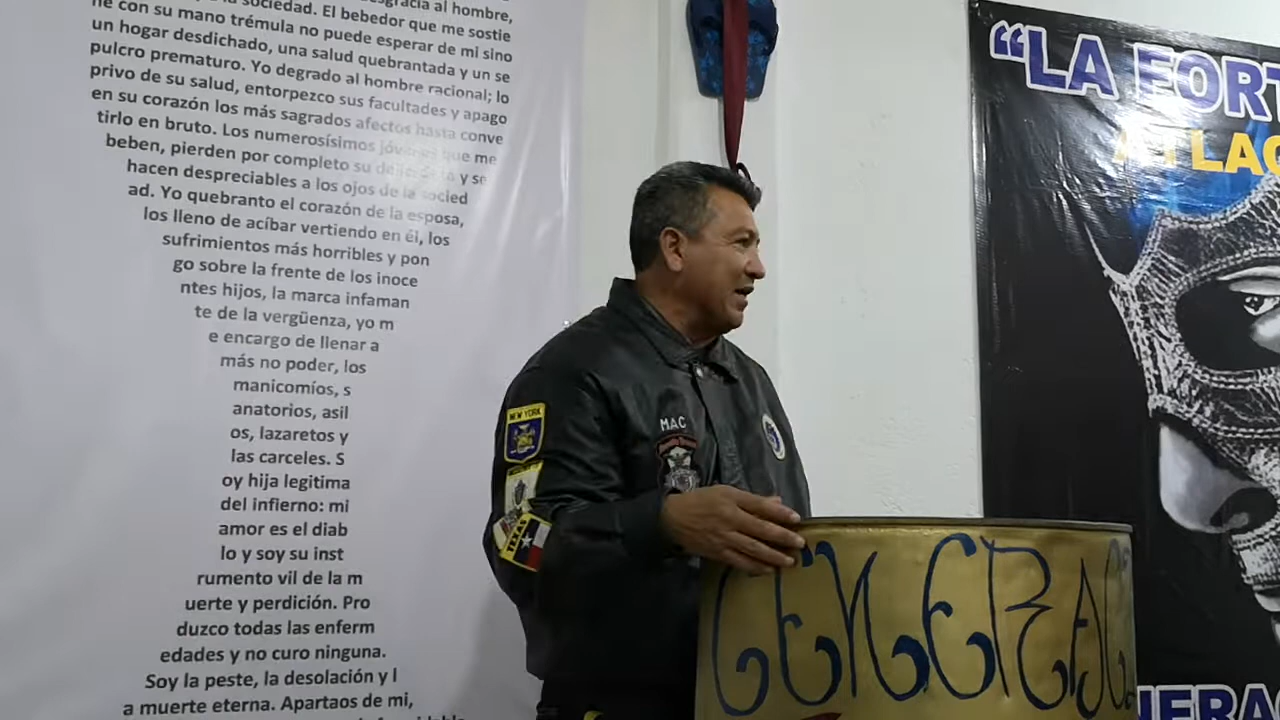 sgracia al hombre,
sociedad. El bebedor que me sostie
ne con su mano trémula no puede esperar de mi sino
un hogar desdichado, una salud quebrantada y un se
pulcro prematuro. Yo degrado al hombre racional; lo
privo de su salud, entorpezco sus facultades y apago
en su corazón los más sagrados afectos hasta conve
tirlo en bruto. Los numerosísimos jóvenes que me
beben, pierden por completo su y se
hacen despreciables a los ojos de la socied
ad. Yo quebranto el corazón de la esposa,
los lleno de acíbar vertiendo en él, los
sufrimientos más horribles y pon
go sobre la frente de los inoce
ntes hijos, la marca infaman
te de la vergüenza, yo m
e encargo de llenar a
más no poder, los
manicomíos, s
anatorios, asil
os, lazaretos y
las carceles. S
oy hija legitima
del infierno: mi
amor es el diab
lo y soy su inst
rumento vil de la m
uerte y perdición. Pro
duzco todas las enferm
edades y no curo ninguna.
Soy la peste, la desolación y l
a muerte eterna. Apartaos de mi,
NEW YORK
TEXAS
MAC
GENERAC
"LA FORT
ATLAC
NERAC